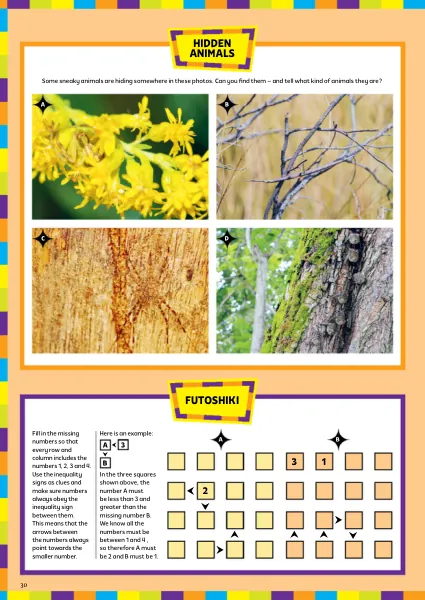 HIDDEN
ANIMALS
Some sneaky animals are hiding somewhere in these photos. Can you find them – and tell what kind of animals they are?
A
B
C
D
FUTOSHIKI
Fill in the missing
numbers so that
every row and
column includes the
numbers 1, 2, 3 and 4.
Use the inequality
signs as clues and
make sure numbers
always obey the
inequality sign
between them.
This means that the
arrows between
the numbers always
point towards the
smaller number.
Here is an example:
A < 3
B
In the three squares
shown above, the
number A must
be less than 3 and
greater than the
missing number B.
We know all the
numbers must be
between 1 and 4,
so therefore A must
be 2 and B must be 1.
A
B
3 1
< 2
>
>
30